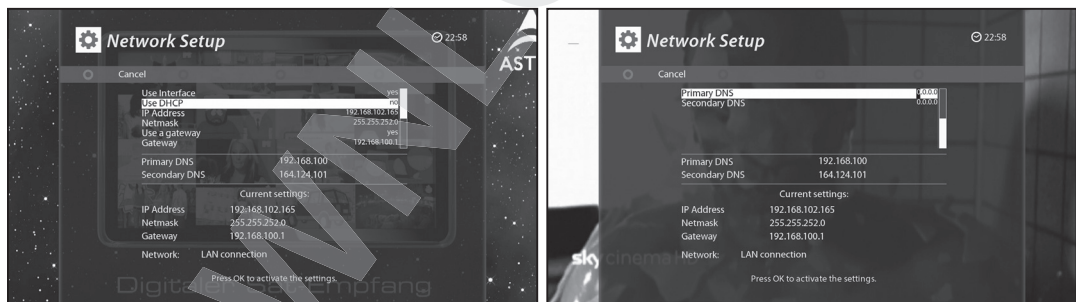 Network Setup
22:58
AST
Cancel
Use Interface yes
Use DHCP no
IP Address 192.168.102.165
Netmask 255.255.252.0
Use a gateway yes
Gateway 192.168.100.1
Primary DNS 192.168.100
Secondary DNS 164.124.101
Current settings:
IP Address 192.168.102.165
Netmask 255.255.252.0
Gateway 192.168.100.1
Network: LAN connection
Press OK to activate the settings.
Digitaler Sat-Empfang
Network Setup
22:58
Cancel
Primary DNS 0.0.0.0
Secondary DNS 0.0.0.0
Primary DNS 192.168.100
Secondary DNS 164.124.101
Current settings:
IP Address 192.168.102.165
Netmask 255.255.252.0
Gateway 192.168.100.1
Network: LAN connection
sky cinema
Press OK to activate the settings.